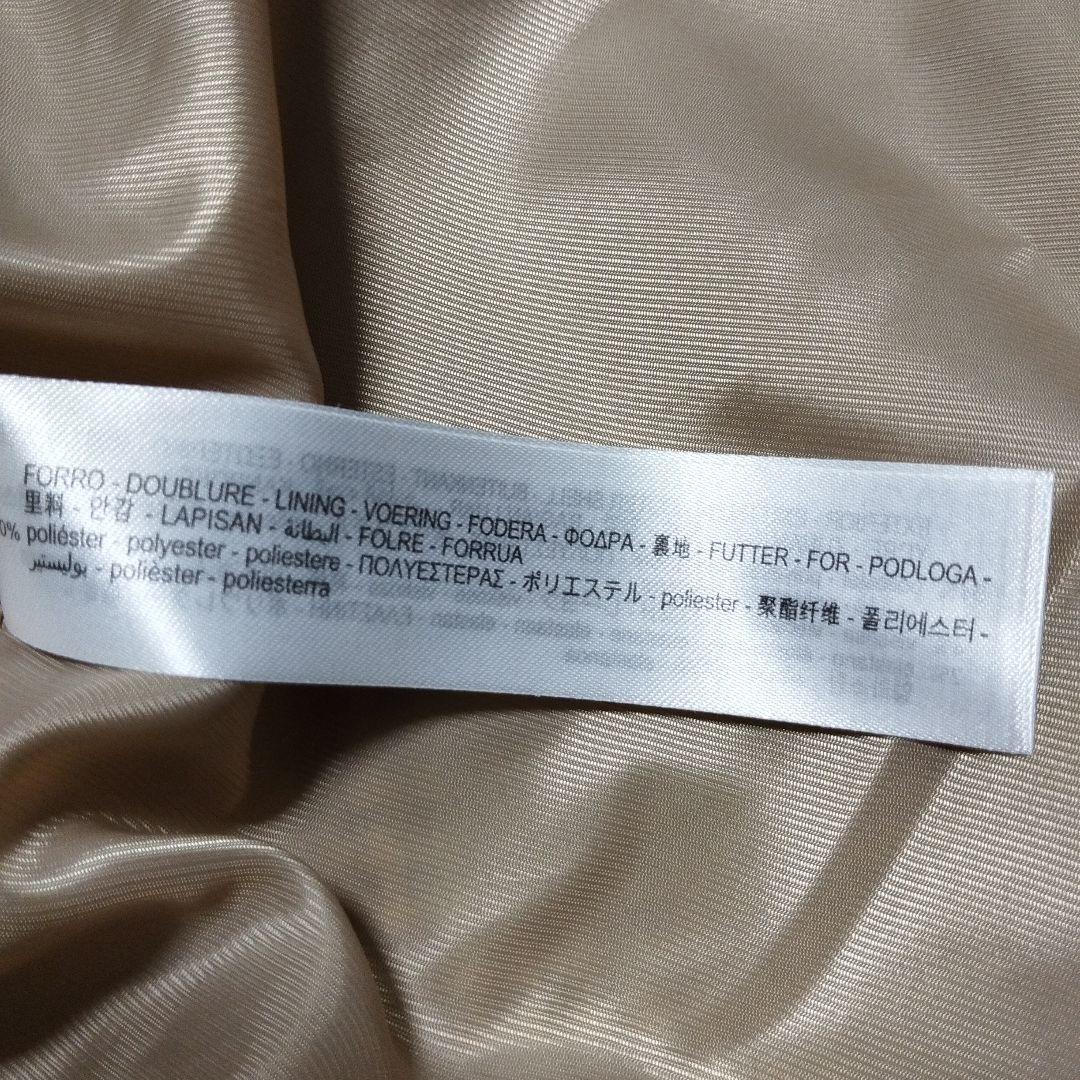 FORRO - DOUBLURE - LINING - VOERING - FODERA - ΦΟΔΡΑ - 裏地 - FUTTER - FOR - PODLOGA -
里料 - 안감 - LAPISAN - البطانة - FOLRE - FORRUA
0% poliéster - polyester - poliestere - ΠΟΛΥΕΣΤΕΡΑΣ - ポリエステル - poliester - 聚酯纤维 - 폴리에스터 -
بوليستير - polièster - poliesterra